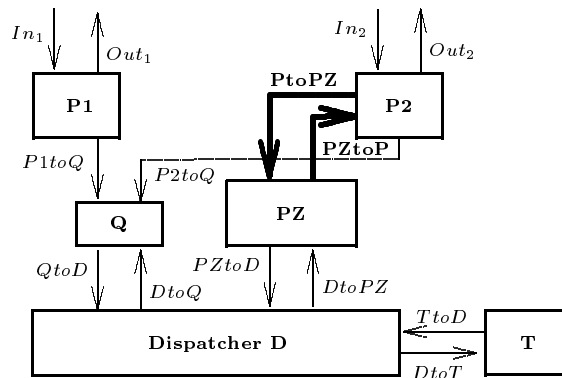 In₁ In₂
Out₁ Out₂
PtoPZ
P1 P2
PZtoP
P1toQ P2toQ
Q PZ
QtoD PZtoD
DtoQ DtoPZ
TtoD
Dispatcher D T
DtoT